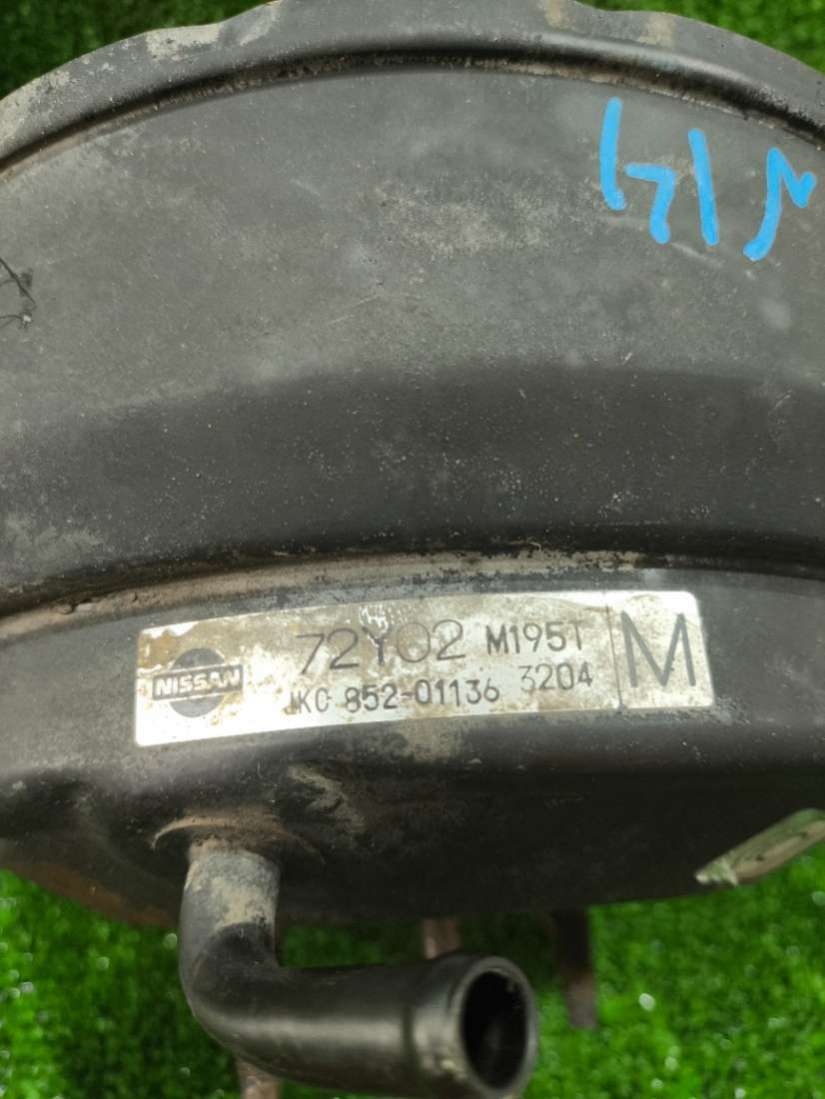 72Y02 M195T
NISSAN
JKC 852-01136 3204
M